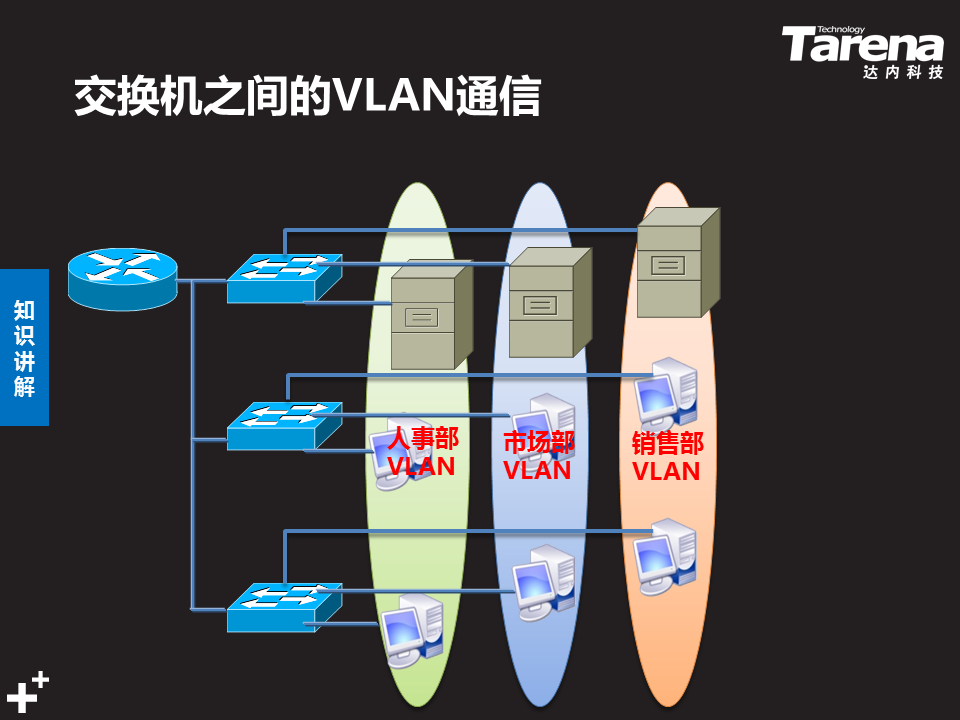 Technology
Tarena
达内科技
交换机之间的VLAN通信
知识讲解
人事部
VLAN
市场部
VLAN
销售部
VLAN